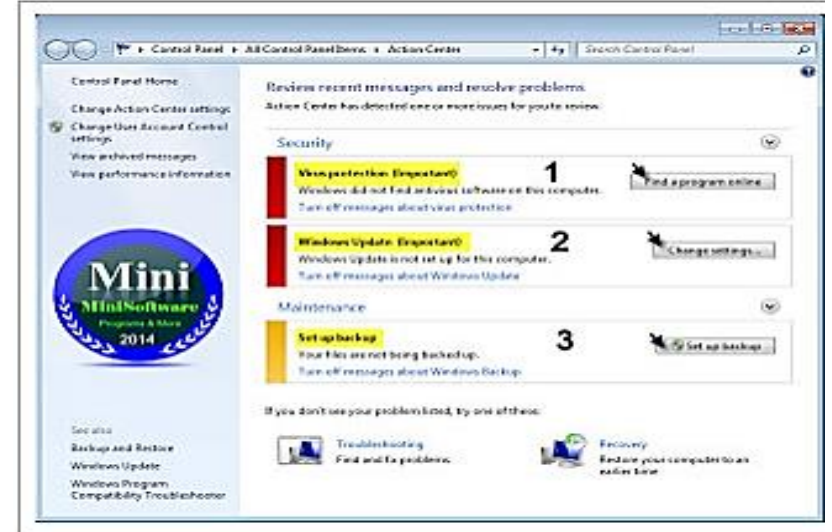 Control Panel ▸ All Control Panel Items ▸ Action Center
Search Control Panel
Control Panel Home
Change Action Center settings
Change User Account Control
settings
View archived messages
View performance information
Review recent messages and resolve problems
Action Center has detected one or more issues for you to review.
Security
Virus protection (Important) 1
Windows did not find antivirus software on this computer.
Find a program online
Turn off messages about virus protection
Windows Update (Important) 2
Windows Update is not set up for this computer.
Change settings...
Turn off messages about Windows Update
Maintenance
Set up backup 3
Your files are not being backed up.
Set up backup
Turn off messages about Windows Backup
Mini
MiniSoftware
Programs & More
2014
If you don't see your problem listed, try one of these:
Troubleshooting
Find and fix problems
Recovery
Restore your computer to an
earlier time
See also
Backup and Restore
Windows Update
Windows Program
Compatibility Troubleshooter